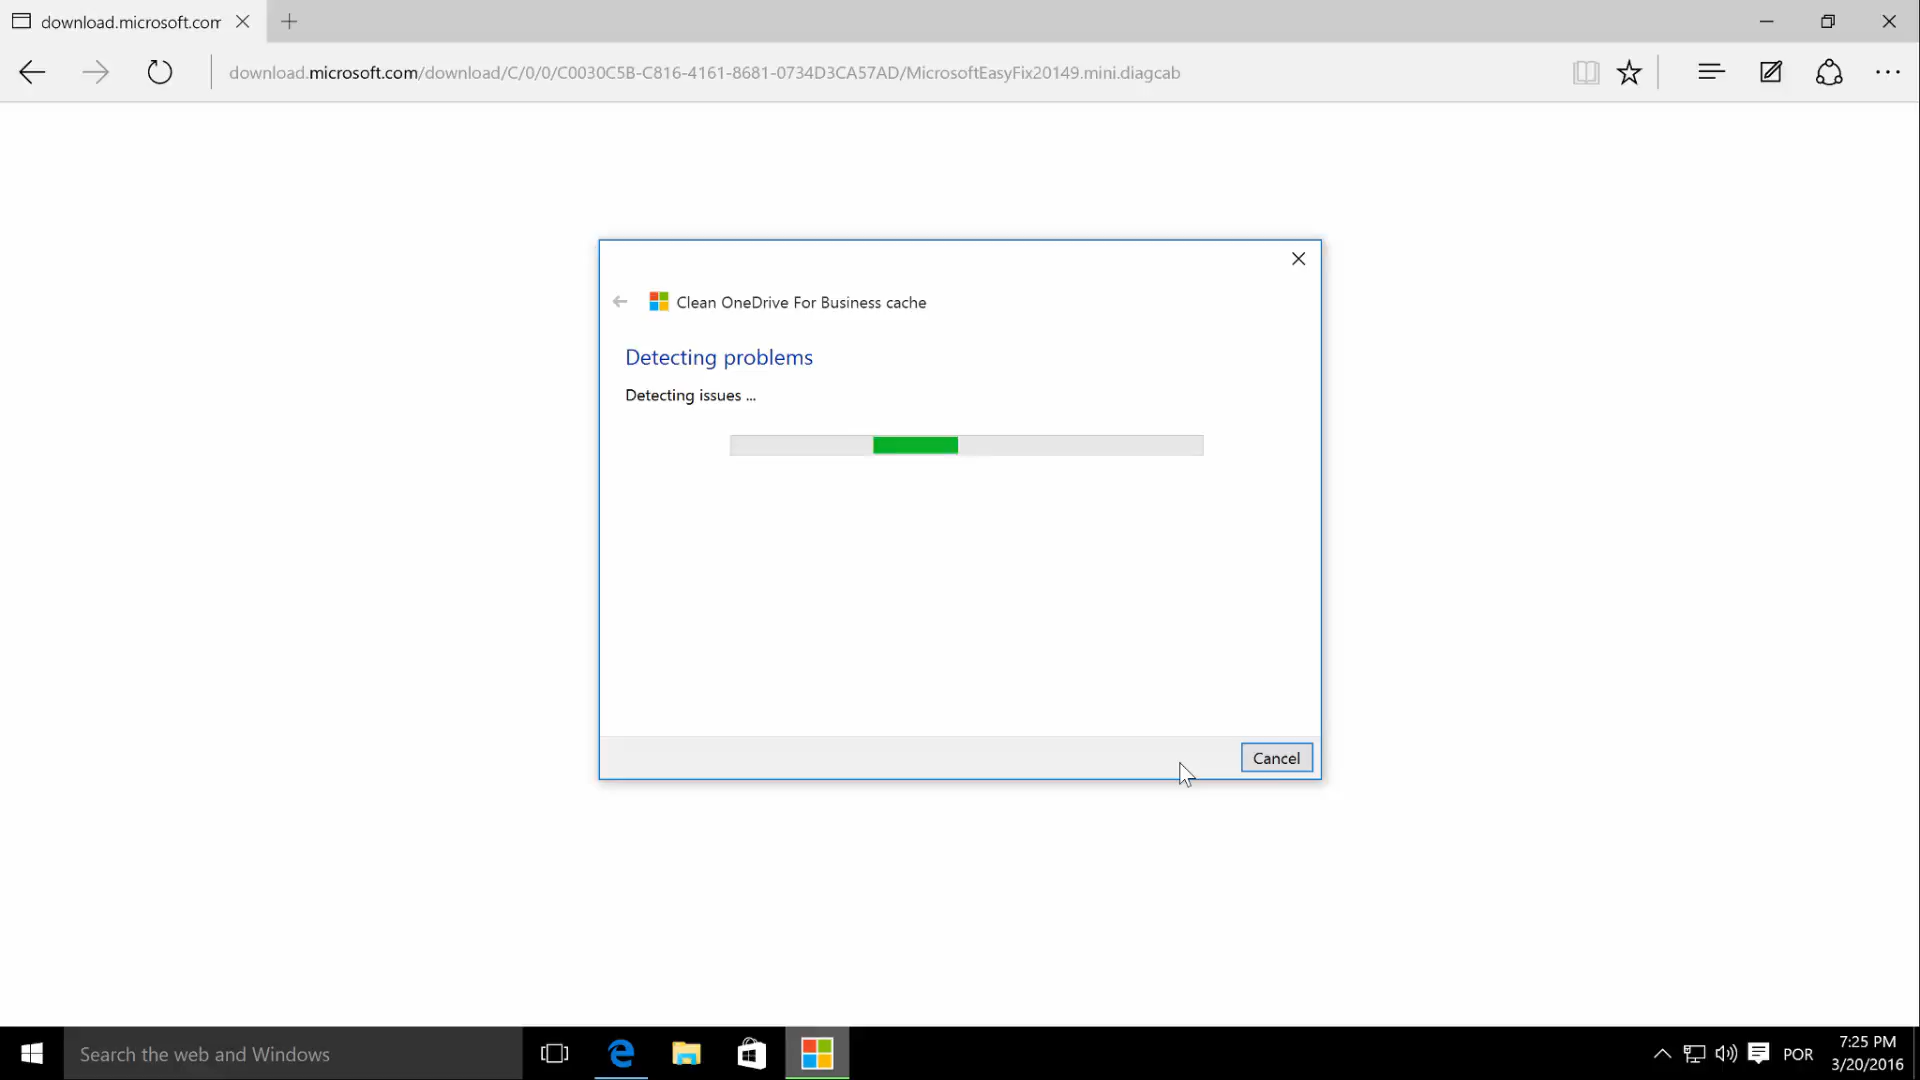 download.microsoft.com
download.microsoft.com/download/C/0/0/C0030C5B-C816-4161-8681-0734D3CA57AD/MicrosoftEasyFix20149.mini.diagcab
Clean OneDrive For Business cache
Detecting problems
Detecting issues ...
Cancel
Search the web and Windows
POR
7:25 PM
3/20/2016